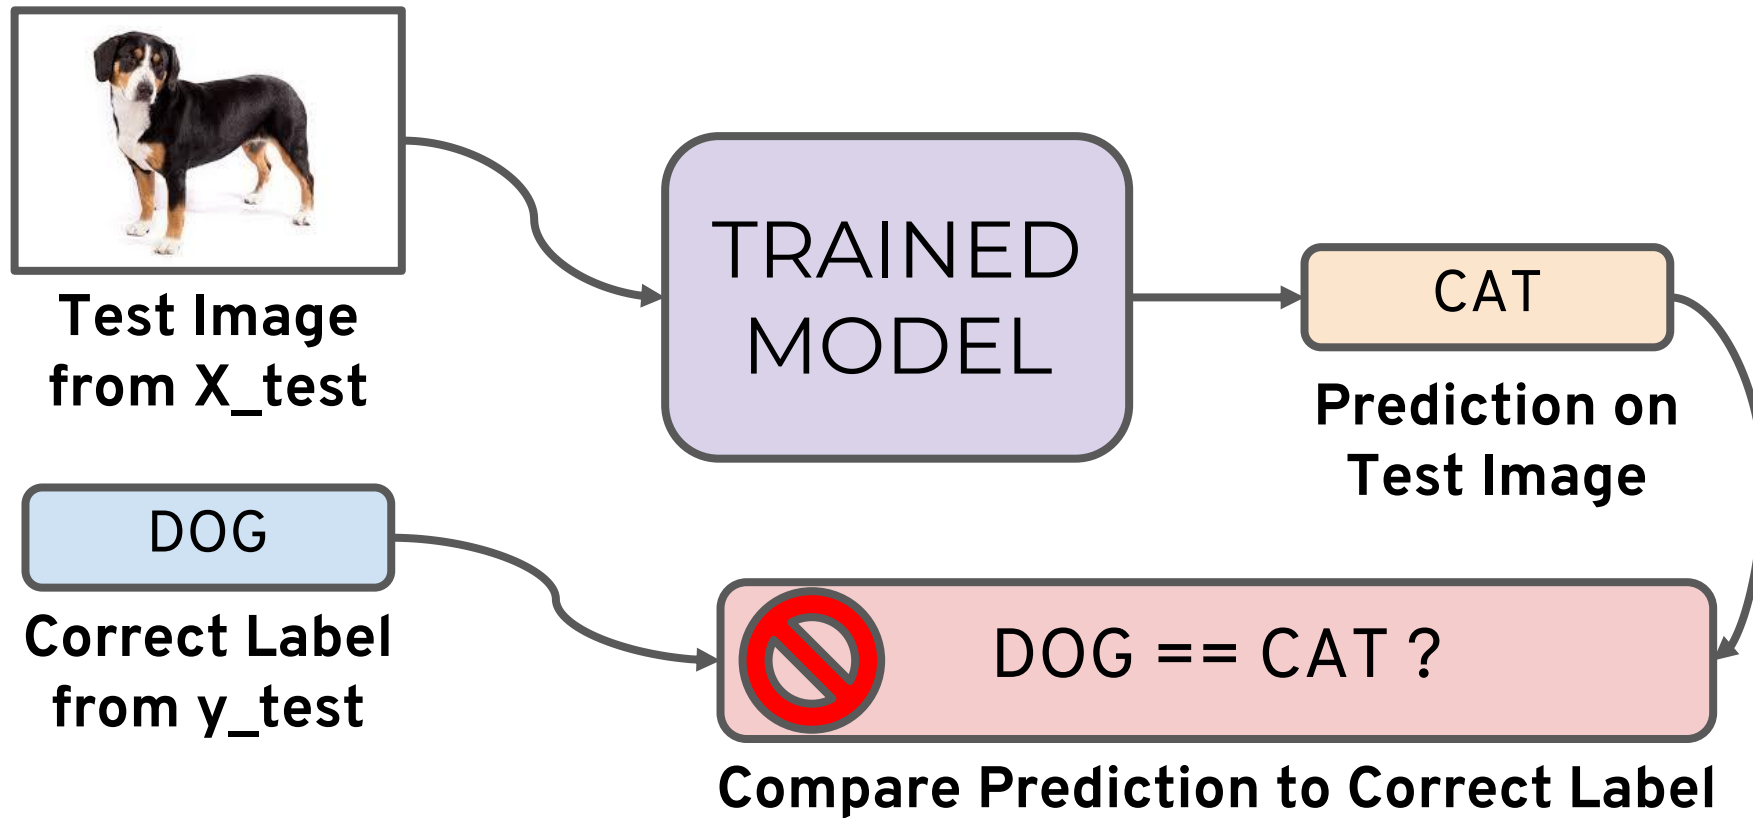 Test Image
from X_test
TRAINED
MODEL
CAT
Prediction on
Test Image
DOG
Correct Label
from y_test
DOG == CAT ?
Compare Prediction to Correct Label